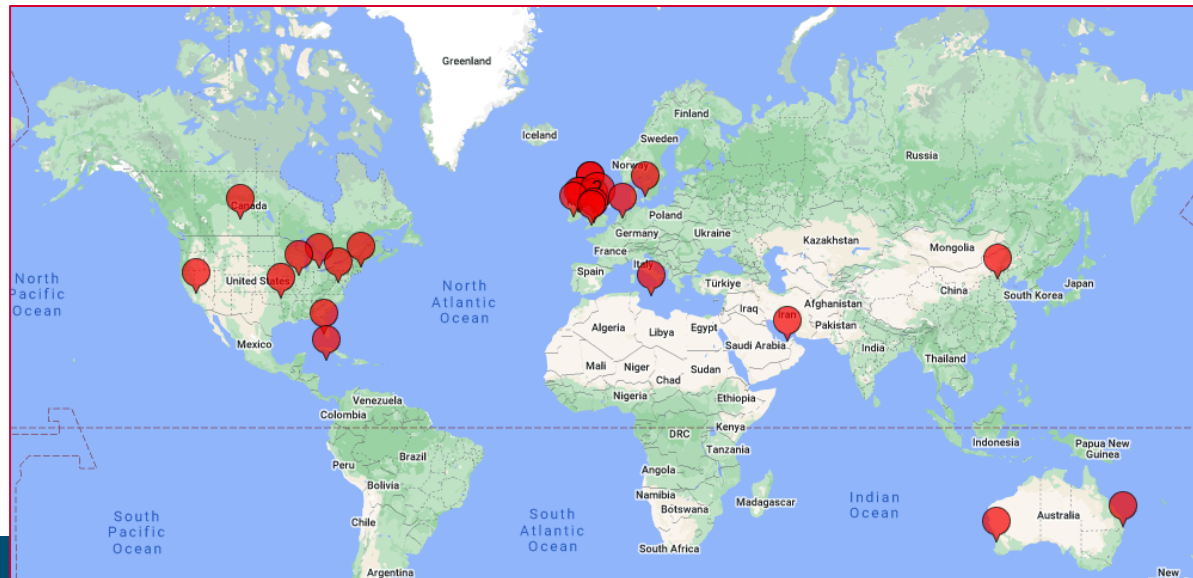 Greenland
Iceland
Finland
Sweden
Norway
Russia
Canada
Poland
Germany
Ukraine
France
Kazakhstan
Mongolia
North
Pacific
Ocean
United States
North
Atlantic
Ocean
Spain
Italy
Türkiye
China
South Korea
Japan
Mexico
Algeria
Libya
Egypt
Iraq
Iran
Afghanistan
Pakistan
Saudi Arabia
India
Mali
Niger
Chad
Sudan
Thailand
Venezuela
Colombia
Nigeria
Ethiopia
DRC
Kenya
Tanzania
Indonesia
Papua New
Guinea
Peru
Brazil
Bolivia
Angola
Namibia
Botswana
Madagascar
Chile
South
Pacific
Ocean
South
Atlantic
Ocean
Indian
Ocean
Australia
South Africa
Argentina
New